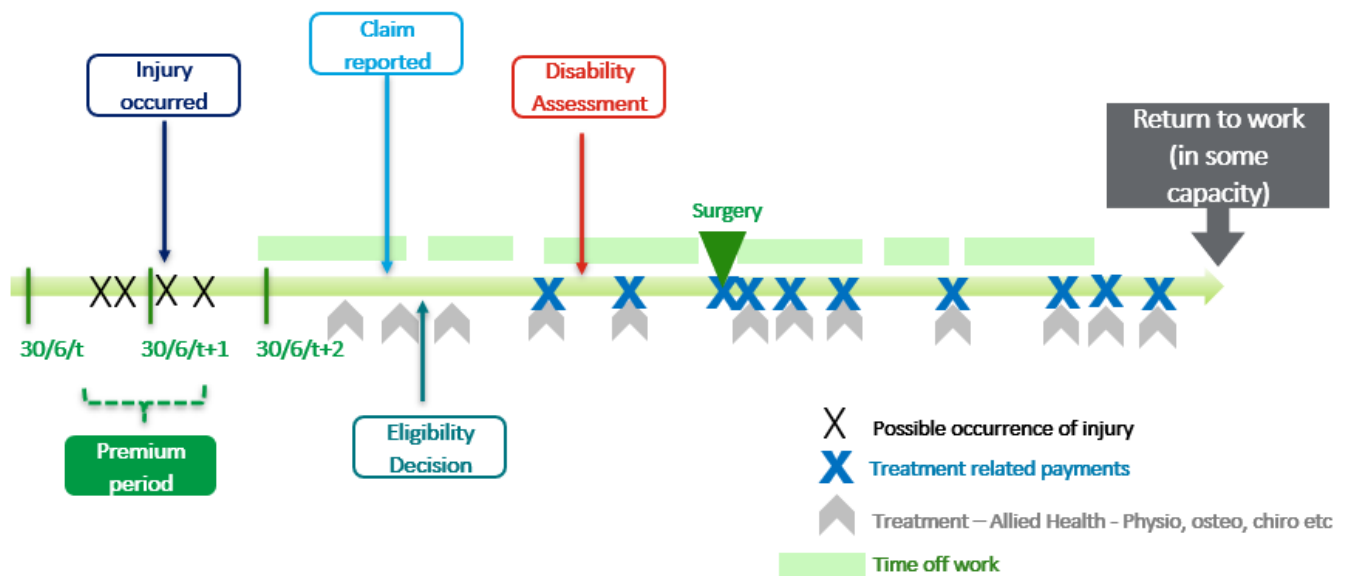 Claim
reported
Injury
occurred
Disability
Assessment
Return to work
(in some
capacity)
Surgery
30/6/t
30/6/t+1
30/6/t+2
Premium
period
Eligibility
Decision
Possible occurrence of injury
Treatment related payments
Treatment – Allied Health - Physio, osteo, chiro etc
Time off work